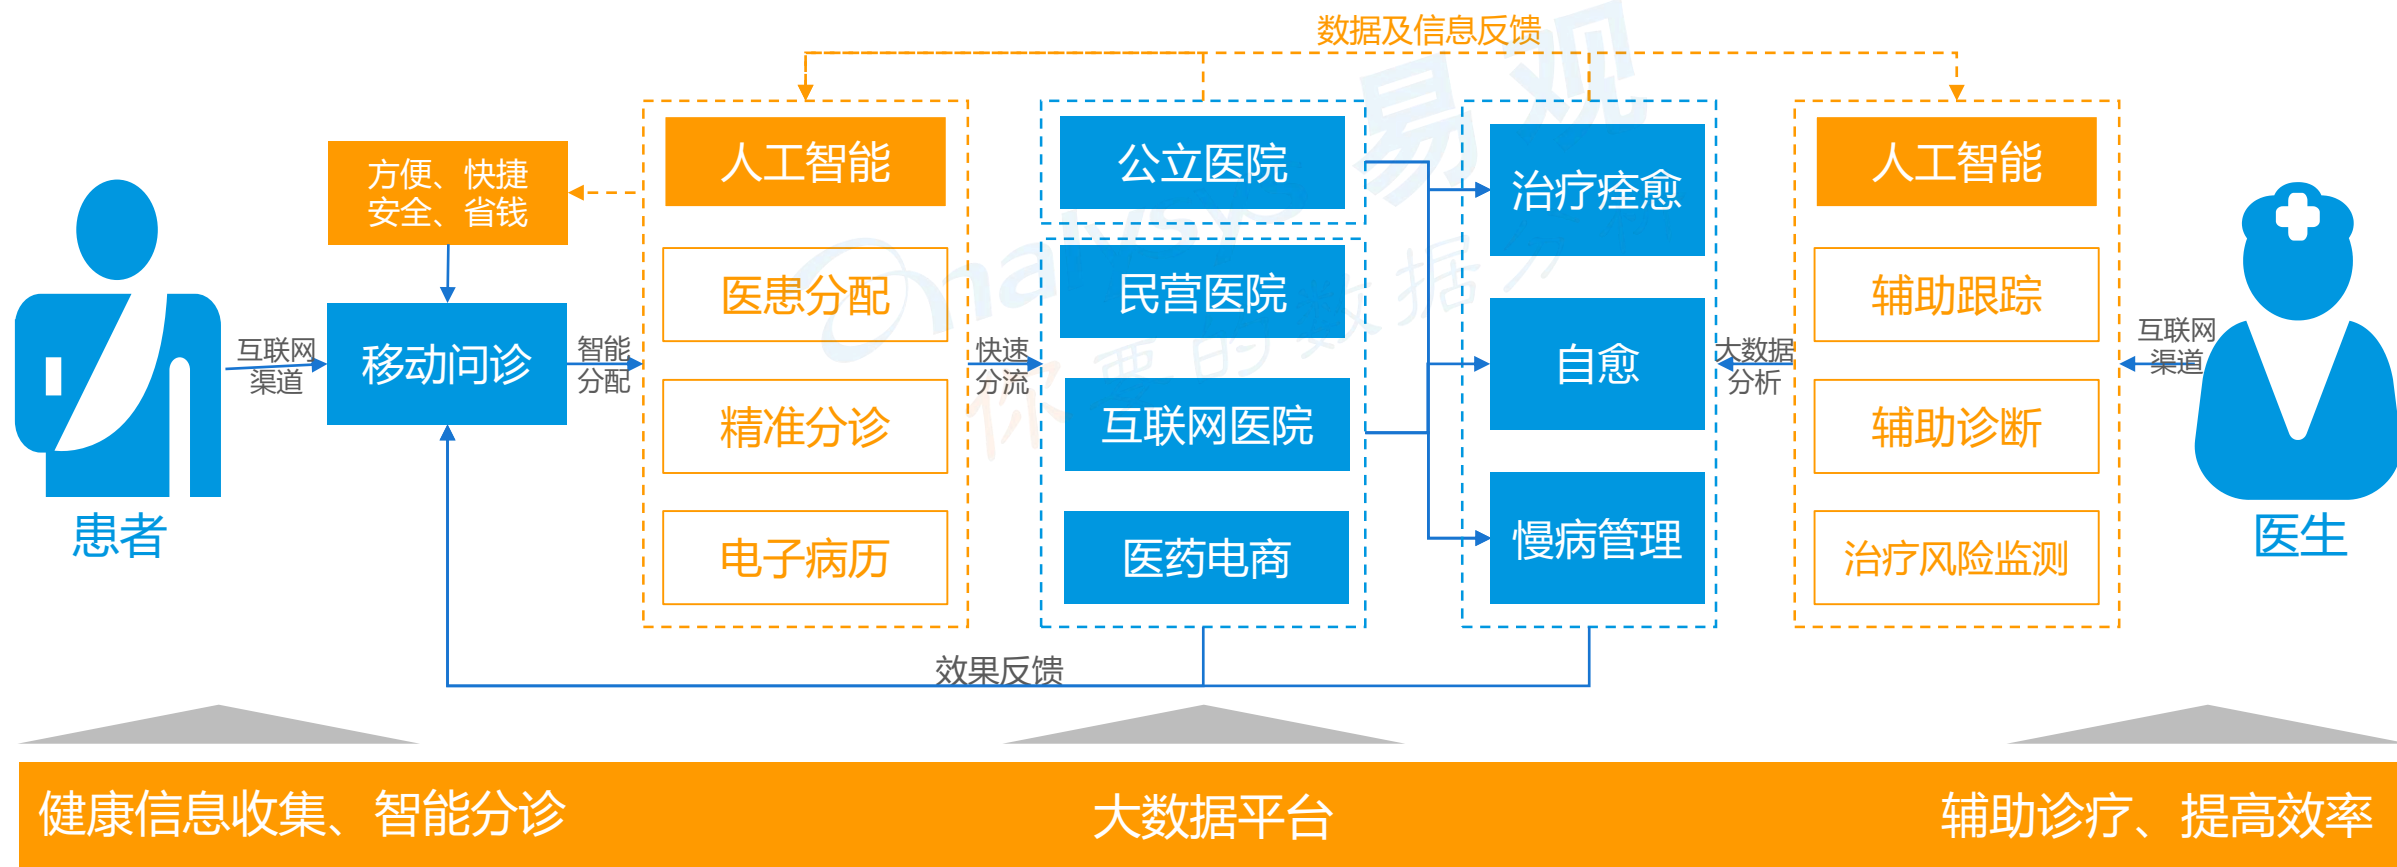 数据及信息反馈
方便、快捷
安全、省钱
人工智能
公立医院
治疗痊愈
人工智能
医患分配
民营医院
辅助跟踪
互联网
渠道
移动问诊
智能
分配
快速
分流
自愈
大数据
分析
互联网
渠道
精准分诊
互联网医院
辅助诊断
电子病历
医药电商
慢病管理
治疗风险监测
患者
医生
效果反馈
健康信息收集、智能分诊
大数据平台
辅助诊疗、提高效率
易观
你要的数据